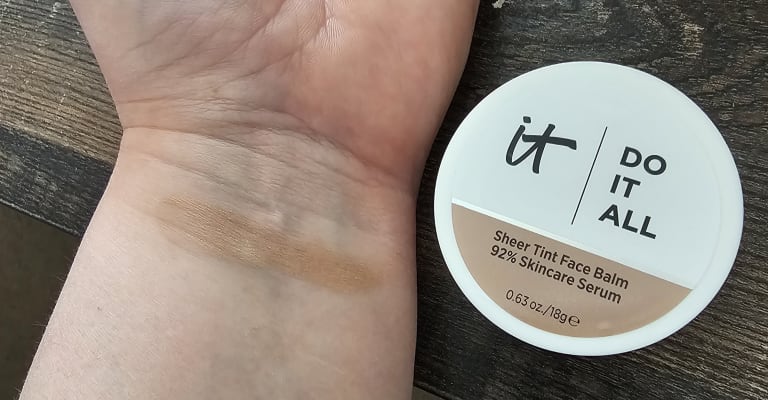 it
DO
IT
ALL
Sheer Tint Face Balm
92% Skincare Serum
0.63 oz./18g℮